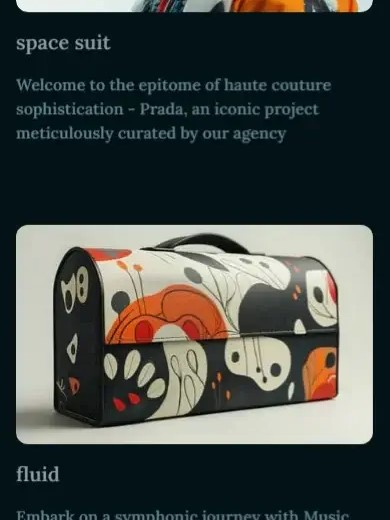 space suit
Welcome to the epitome of haute couture
sophistication - Prada, an iconic project
meticulously curated by our agency
fluid
Embark on a symphonic journey with Music